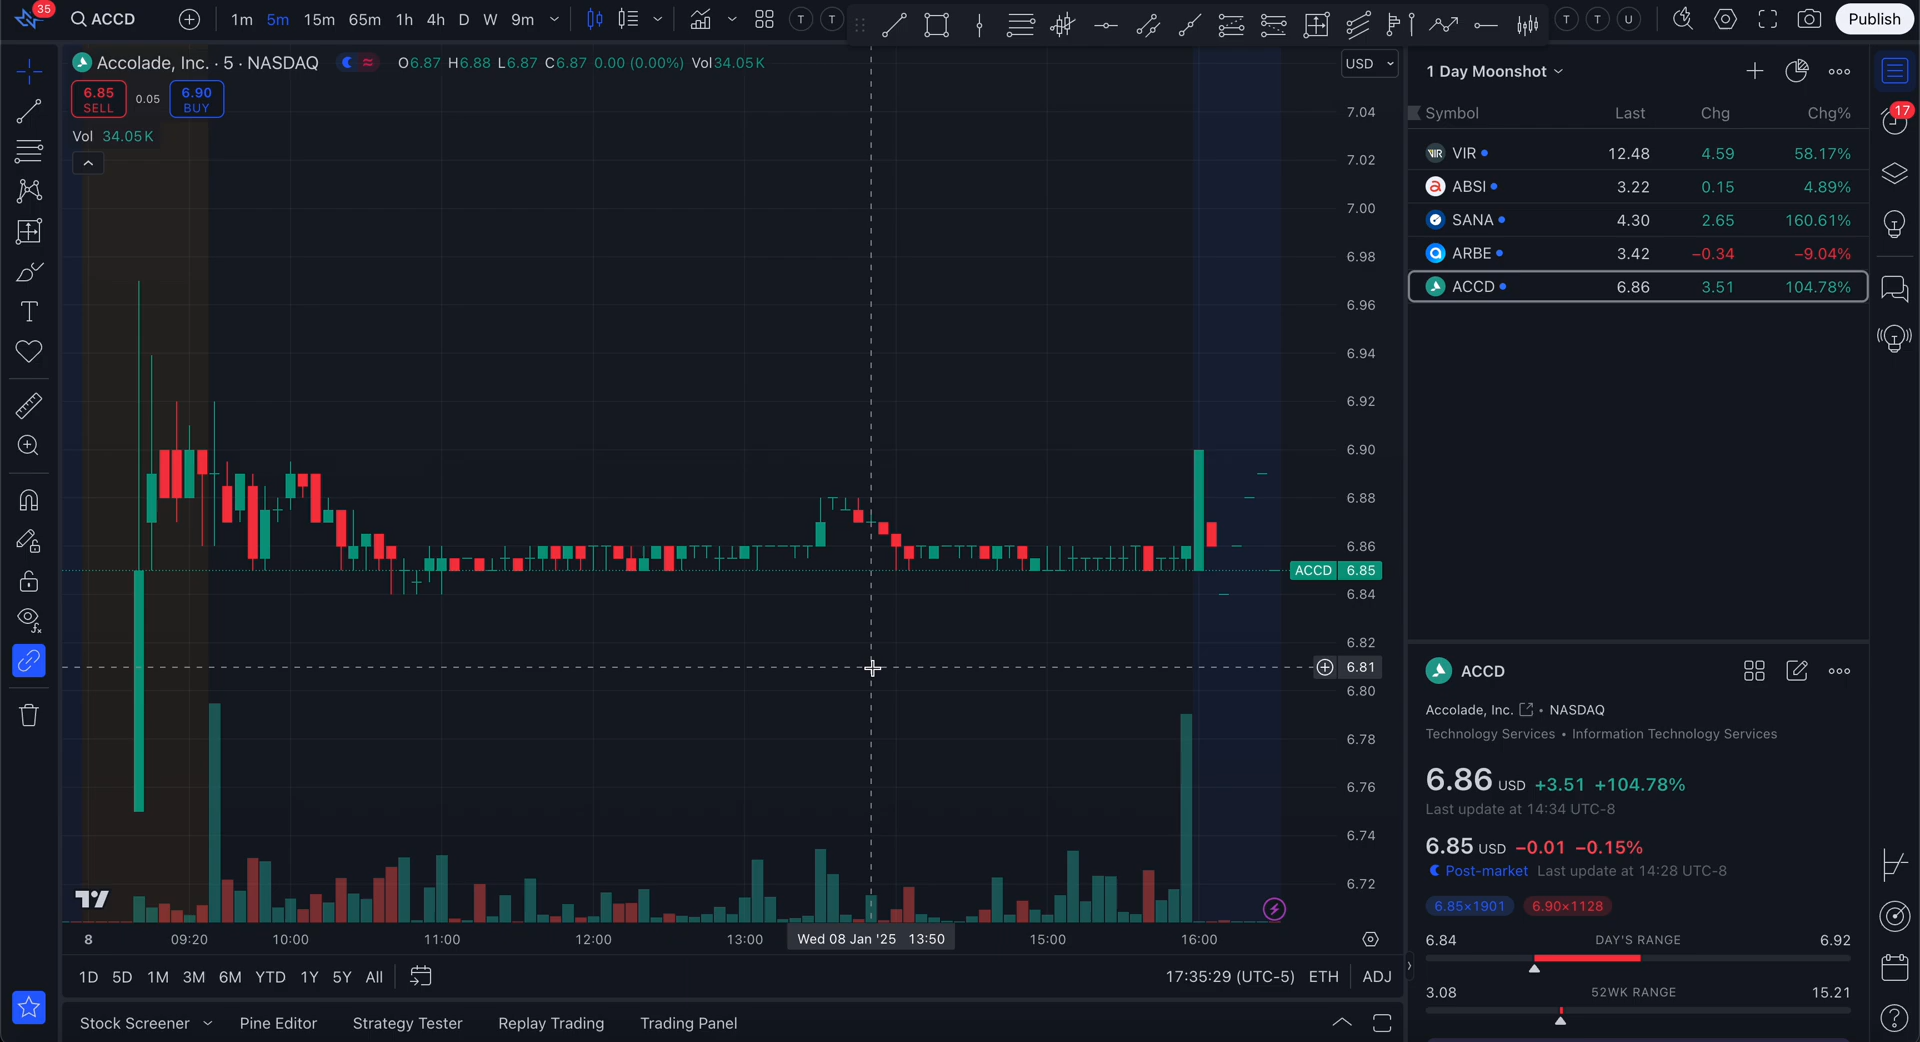 35
ACCD
1m 5m 15m 65m 1h 4h D W 9m
T T
T T U
Publish
Accolade, Inc. · 5 · NASDAQ
O6.87 H6.88 L6.87 C6.87 0.00 (0.00%) Vol34.05K
USD
6.85
SELL
0.05
6.90
BUY
Vol 34.05K
7.04
7.02
7.00
6.98
6.96
6.94
6.92
6.90
6.88
6.86
ACCD 6.85
6.84
6.82
6.81
6.80
6.78
6.76
6.74
6.72
8 09:20 10:00 11:00 12:00 13:00 Wed 08 Jan '25 13:50 15:00 16:00
1D 5D 1M 3M 6M YTD 1Y 5Y All
17:35:29 (UTC-5) ETH ADJ
Stock Screener Pine Editor Strategy Tester Replay Trading Trading Panel
1 Day Moonshot
17
Symbol Last Chg Chg%
VIR 12.48 4.59 58.17%
ABSI 3.22 0.15 4.89%
SANA 4.30 2.65 160.61%
ARBE 3.42 −0.34 −9.04%
ACCD 6.86 3.51 104.78%
ACCD
Accolade, Inc. • NASDAQ
Technology Services • Information Technology Services
6.86 USD +3.51 +104.78%
Last update at 14:34 UTC-8
6.85 USD −0.01 −0.15%
Post-market Last update at 14:28 UTC-8
6.85×1901 6.90×1128
6.84 DAY'S RANGE 6.92
3.08 52WK RANGE 15.21